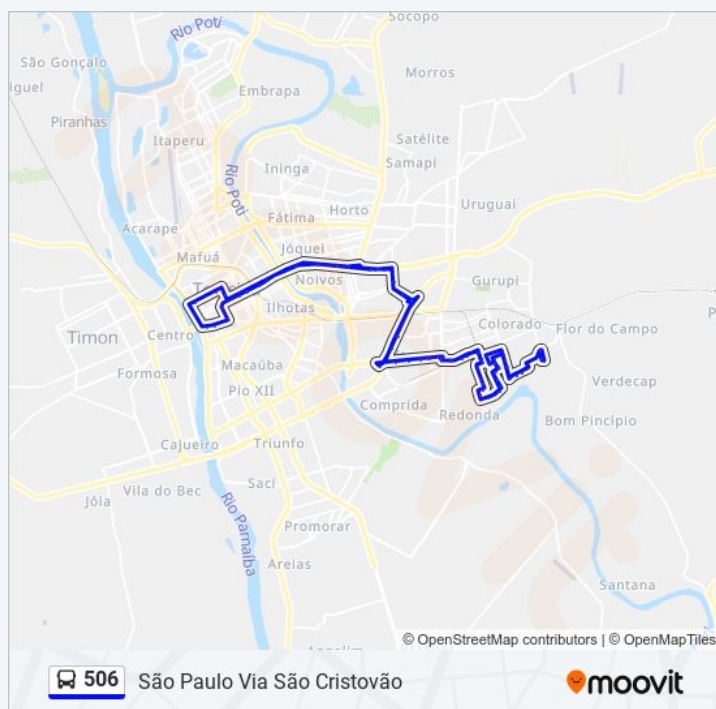 Socopo
Rio Poti
São Gonçalo
Morros
iguel
Embrapa
Piranhas
Itaperu
Satélite
Samapi
Ininga
Rio Poti
Uruguai
Fátima
Horto
Acarape
Jóquei
Mafuá
Noivos
Gurupi
Te
Ilhotas
Colorado
Flor do Campo
Timon
Centro
Formosa
Macaúba
Verdecap
Pio XII
Comprida
Redonda
Bom Pincípio
Cajueiro
Triunfo
Saci
Jóia
Vila do Bec
Rio Parnaíba
Promorar
Areias
Santana
Angelim
© OpenStreetMap contributors | © OpenMapTiles
506 São Paulo Via São Cristovão
moovit